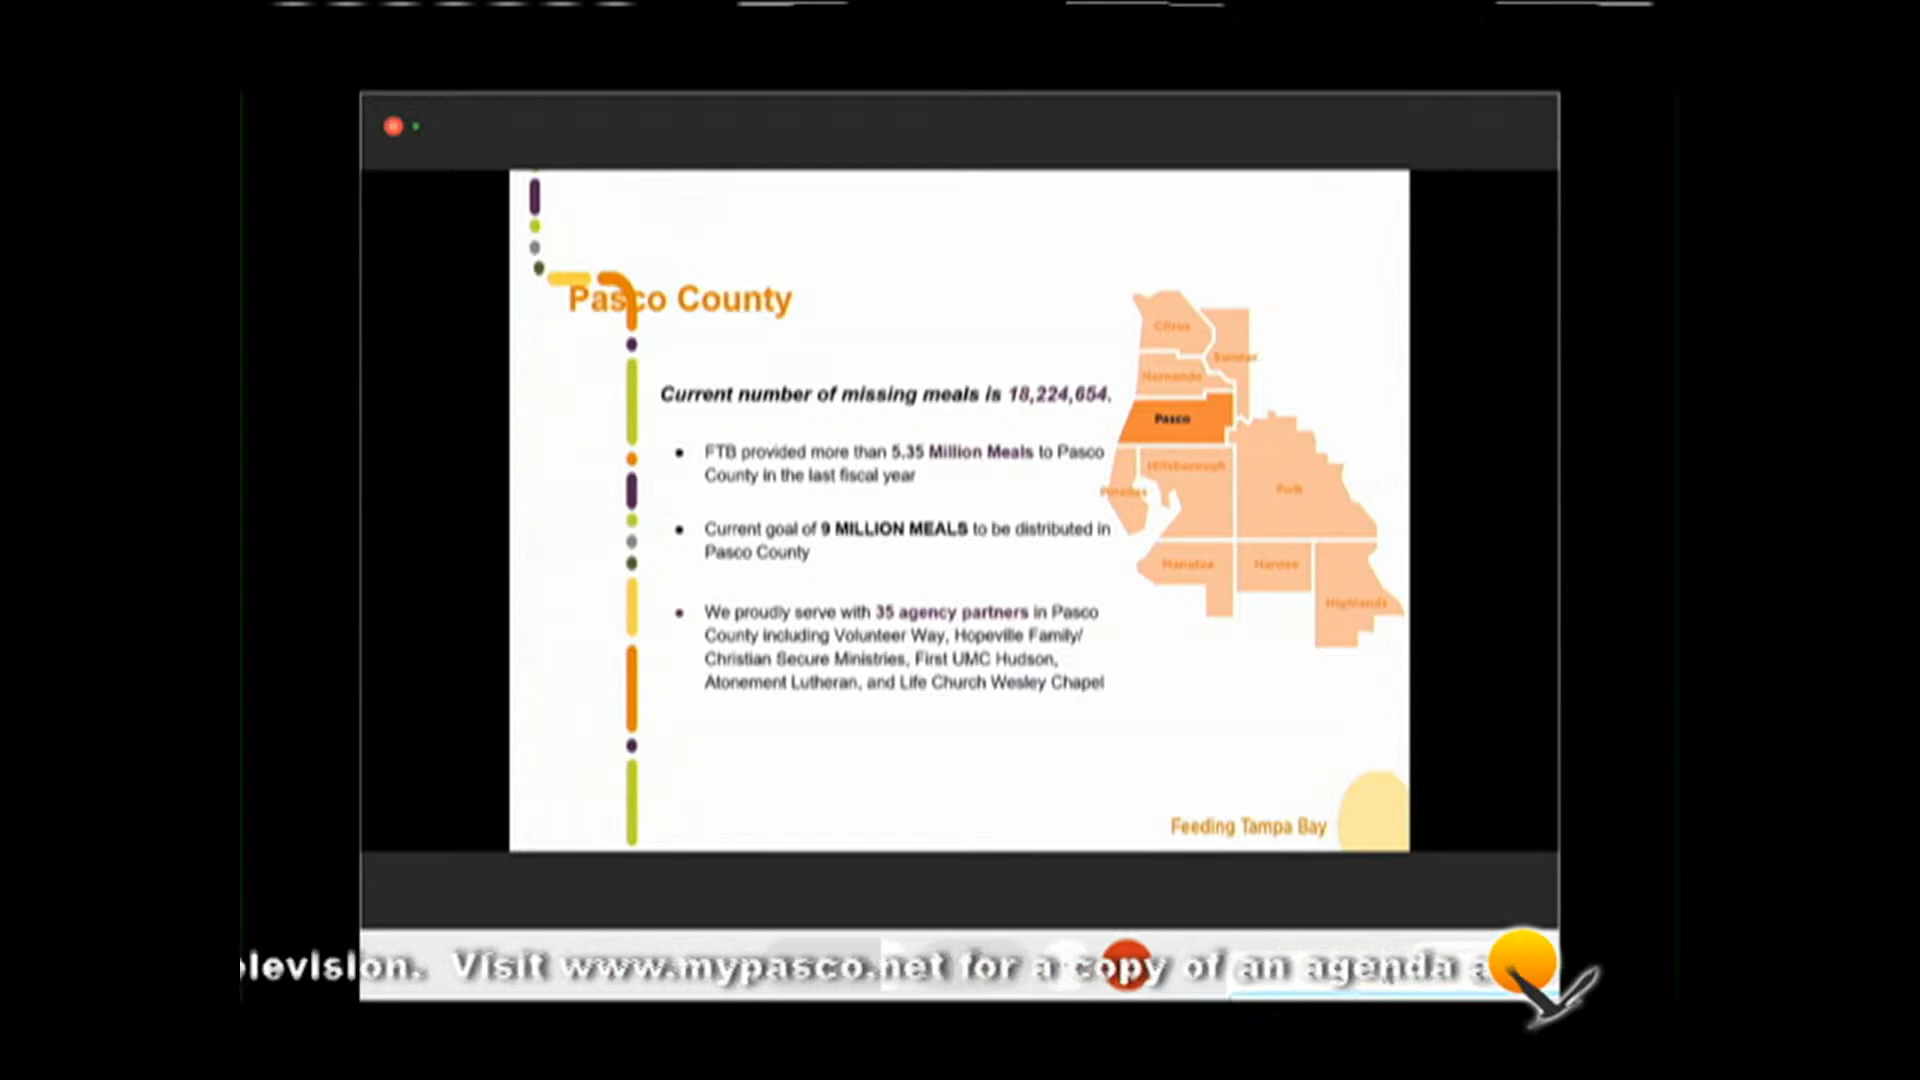 Pasco County
Current number of missing meals is 18,224,654.
• FTB provided more than 5.35 Million Meals to Pasco
County in the last fiscal year
• Current goal of 9 MILLION MEALS to be distributed in
Pasco County
• We proudly serve with 35 agency partners in Pasco
County including Volunteer Way, Hopeville Family/
Christian Secure Ministries, First UMC Hudson,
Atonement Lutheran, and Life Church Wesley Chapel
Citrus
Sumter
Hernando
Pasco
Hillsborough
Pinellas
Polk
Manatee
Hardee
Highlands
Feeding Tampa Bay
levision. Visit www.mypasco.net for a copy of an agenda a